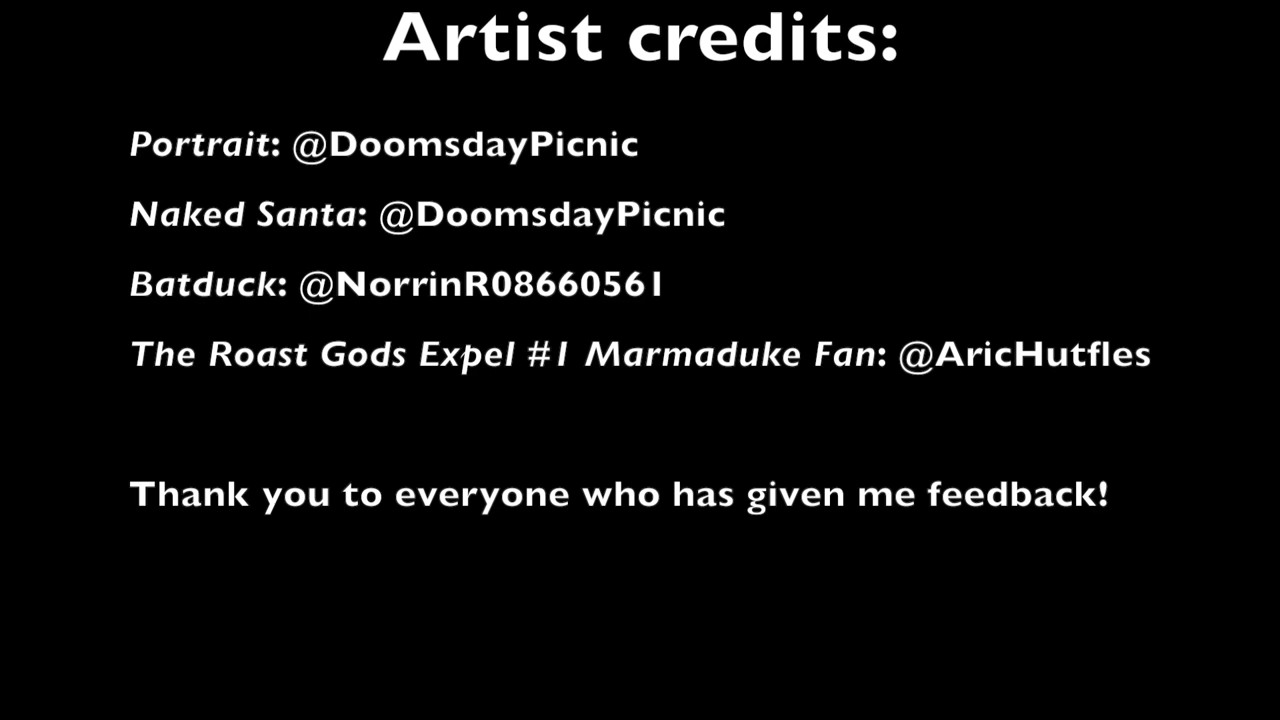 Artist credits:
Portrait: @DoomsdayPicnic
Naked Santa: @DoomsdayPicnic
Batduck: @NorrinR08660561
The Roast Gods Expel #1 Marmaduke Fan: @AricHutfles
Thank you to everyone who has given me feedback!